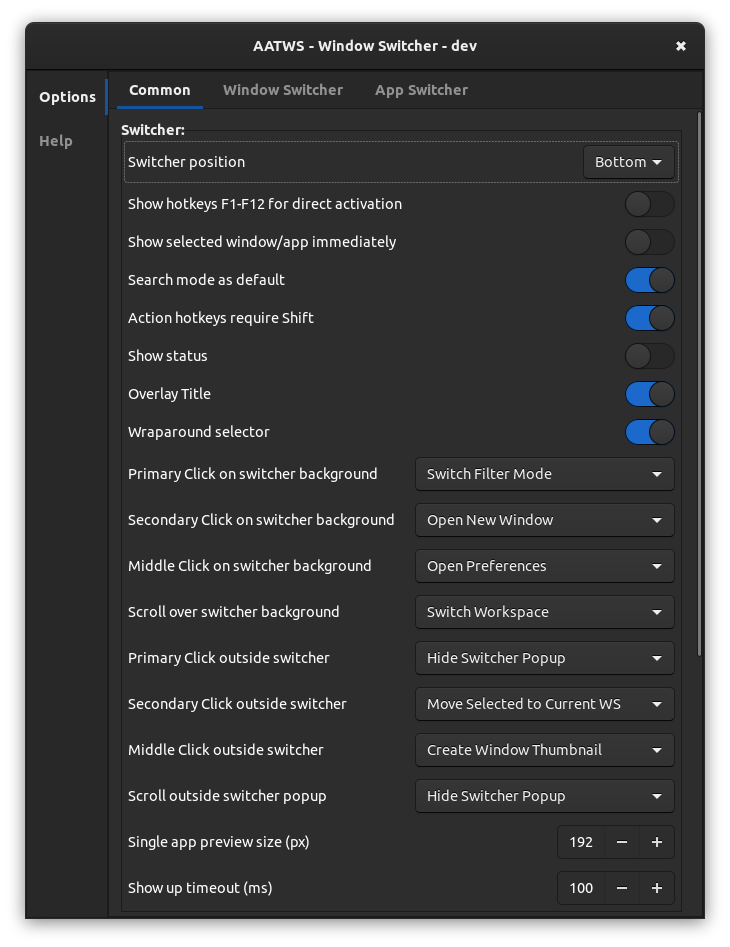 AATWS - Window Switcher - dev
Options
Help
Common Window Switcher App Switcher
Switcher:
Switcher position Bottom
Show hotkeys F1-F12 for direct activation
Show selected window/app immediately
Search mode as default
Action hotkeys require Shift
Show status
Overlay Title
Wraparound selector
Primary Click on switcher background Switch Filter Mode
Secondary Click on switcher background Open New Window
Middle Click on switcher background Open Preferences
Scroll over switcher background Switch Workspace
Primary Click outside switcher Hide Switcher Popup
Secondary Click outside switcher Move Selected to Current WS
Middle Click outside switcher Create Window Thumbnail
Scroll outside switcher popup Hide Switcher Popup
Single app preview size (px) 192 − +
Show up timeout (ms) 100 − +